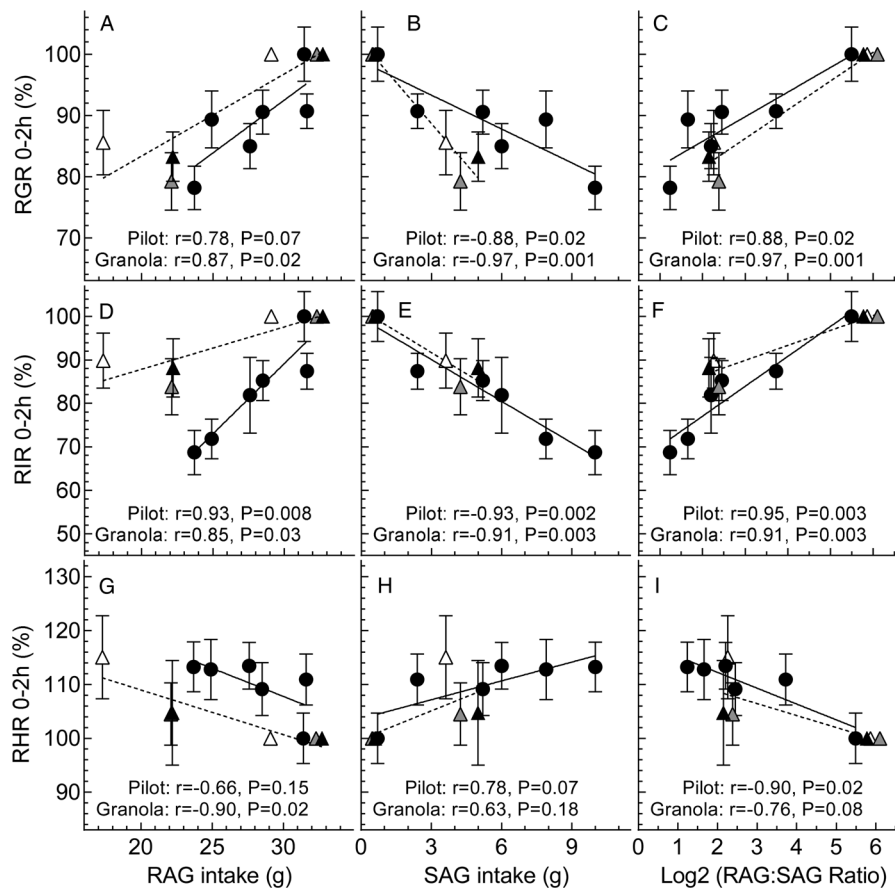 A B C
RGR 0-2h (%)
100
90
80
70
Pilot: r=0.78, P=0.07
Granola: r=0.87, P=0.02
Pilot: r=-0.88, P=0.02
Granola: r=-0.97, P=0.001
Pilot: r=0.88, P=0.02
Granola: r=0.97, P=0.001
D E F
RIR 0-2h (%)
100
90
80
70
60
50
Pilot: r=0.93, P=0.008
Granola: r=0.85, P=0.03
Pilot: r=-0.93, P=0.002
Granola: r=-0.91, P=0.003
Pilot: r=0.95, P=0.003
Granola: r=0.91, P=0.003
G H I
RHR 0-2h (%)
130
120
110
100
90
Pilot: r=-0.66, P=0.15
Granola: r=-0.90, P=0.02
Pilot: r=0.78, P=0.07
Granola: r=0.63, P=0.18
Pilot: r=-0.90, P=0.02
Granola: r=-0.76, P=0.08
20 25 30 0 3 6 9 0 1 2 3 4 5 6
RAG intake (g) SAG intake (g) Log2 (RAG:SAG Ratio)